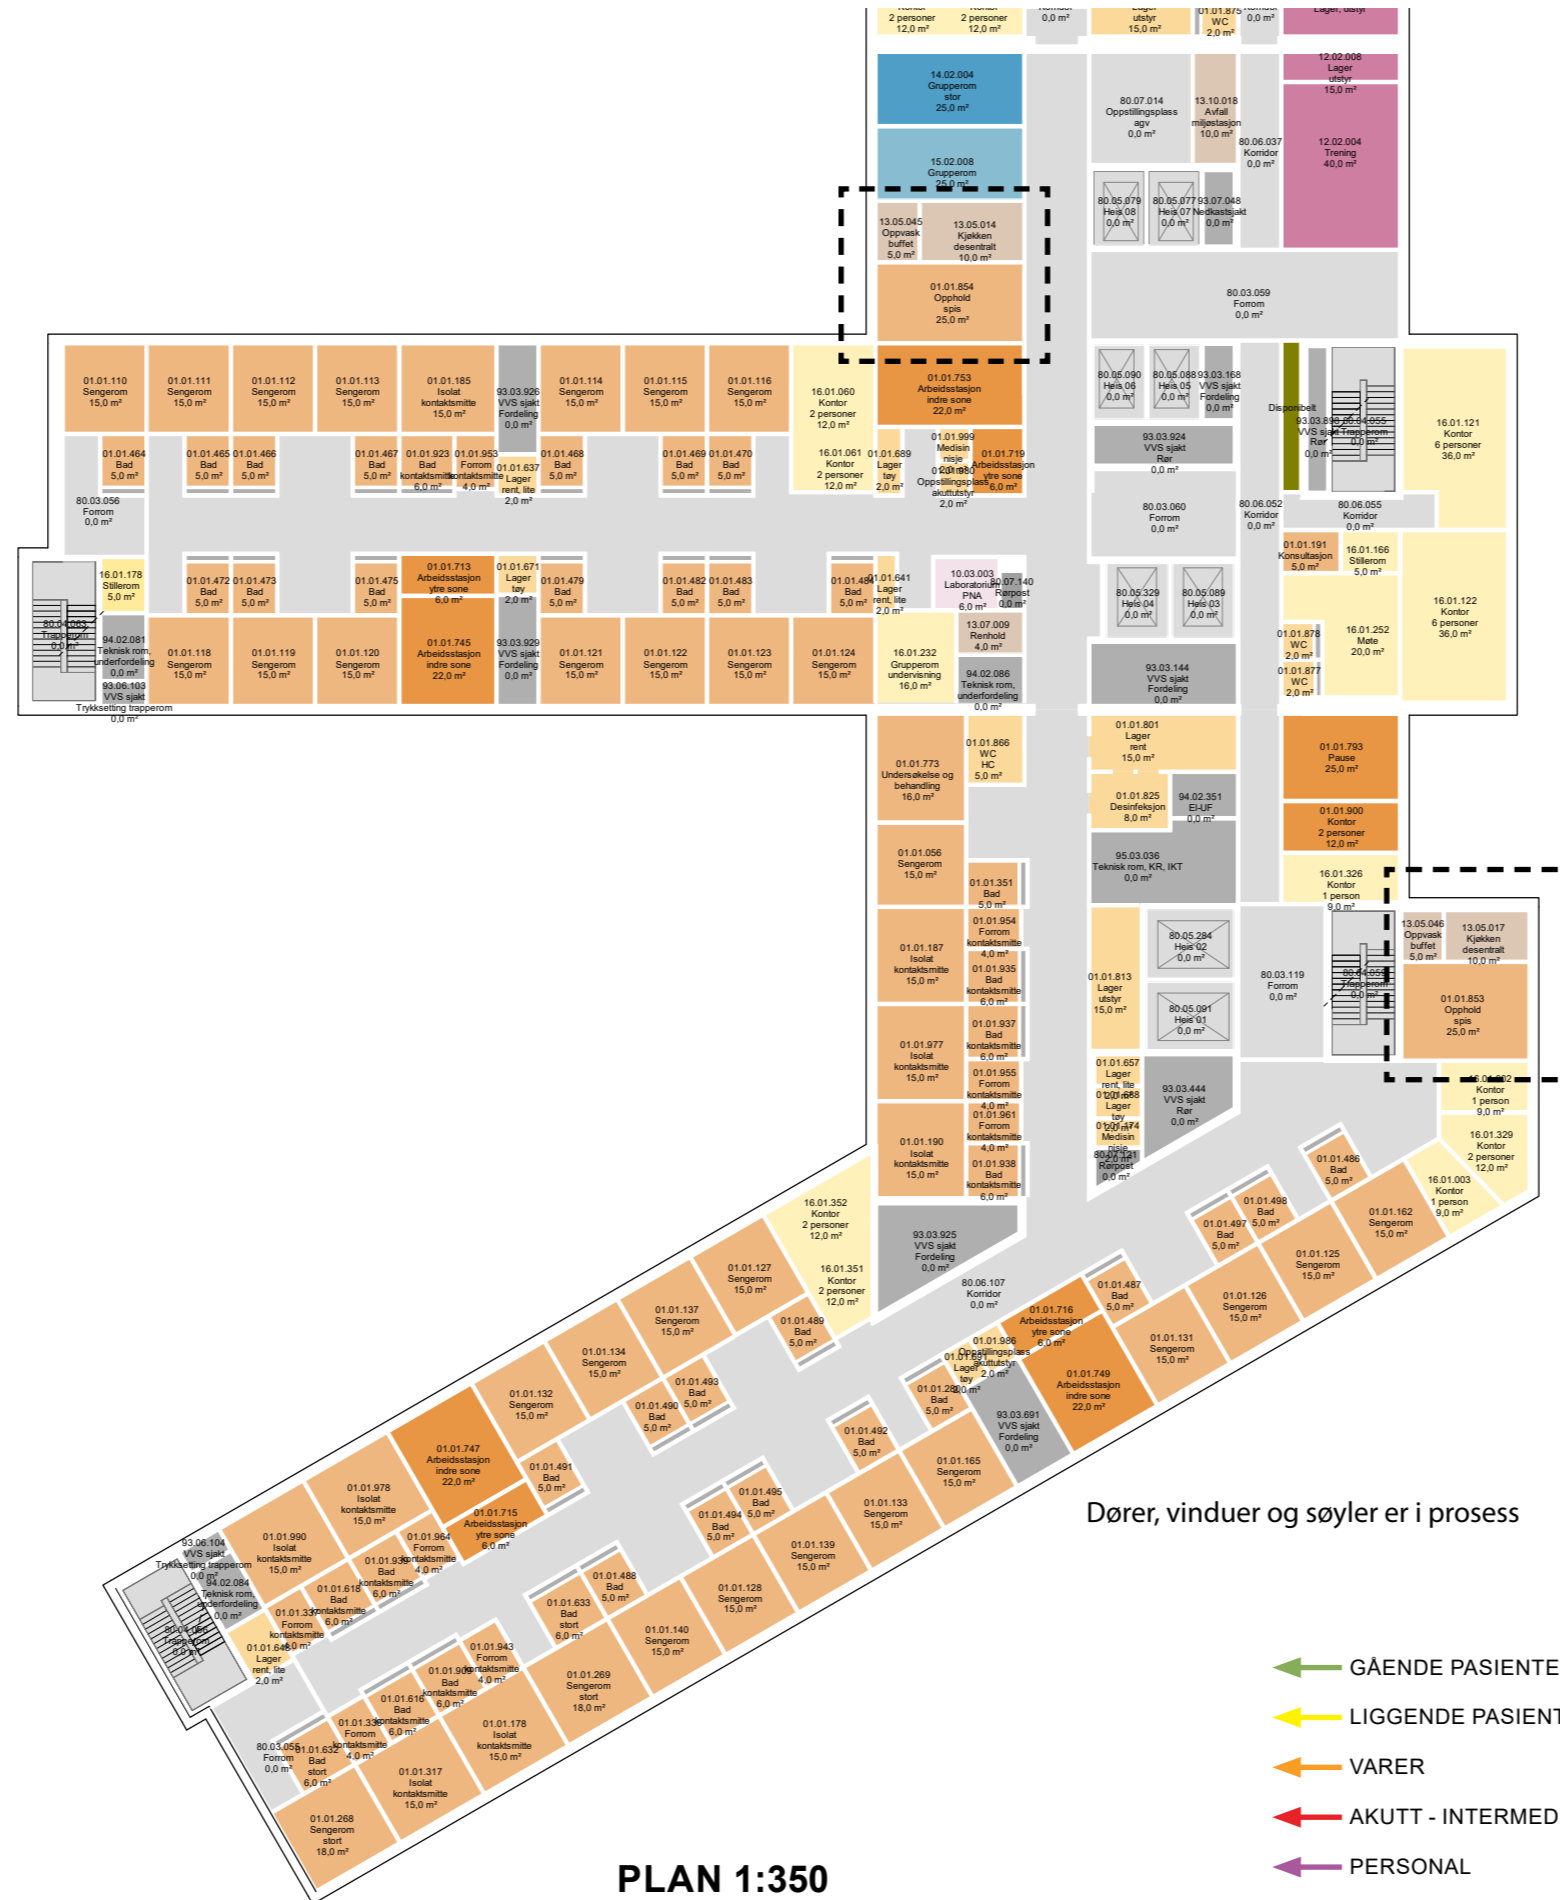 Kontor
2 personer
12,0 m²
Kontor
2 personer
12,0 m²
Korridor
0,0 m²
Lager
utstyr
15,0 m²
01.01.875
WC
2,0 m²
Korridor
0,0 m²
Lager, utstyr
14.02.004
Grupperom
stor
25,0 m²
15.02.008
Grupperom
25,0 m²
80.07.014
Oppstillingsplass
agv
0,0 m²
13.10.018
Avfall
miljøstasjon
10,0 m²
80.06.037
Korridor
0,0 m²
12.02.008
Lager
utstyr
15,0 m²
12.02.004
Trening
40,0 m²
80.05.079
Heis 08
0,0 m²
80.05.077
Heis 07
0,0 m²
93.07.048
Nedkastsjakt
0,0 m²
13.05.045
Oppvask
buffet
5,0 m²
13.05.014
Kjøkken
desentralt
10,0 m²
01.01.854
Opphold
spis
25,0 m²
80.03.059
Forrom
0,0 m²
01.01.110
Sengerom
15,0 m²
01.01.111
Sengerom
15,0 m²
01.01.112
Sengerom
15,0 m²
01.01.113
Sengerom
15,0 m²
01.01.185
Isolat
kontaktsmitte
15,0 m²
93.03.926
VVS sjakt
Fordeling
0,0 m²
01.01.114
Sengerom
15,0 m²
01.01.115
Sengerom
15,0 m²
01.01.116
Sengerom
15,0 m²
16.01.060
Kontor
2 personer
12,0 m²
01.01.753
Arbeidsstasjon
indre sone
22,0 m²
80.05.090
Heis 06
0,0 m²
80.05.088
Heis 05
0,0 m²
93.03.168
VVS sjakt
Fordeling
0,0 m²
Disponibelt
93.03.890
VVS sjakt
Rør
0,0 m²
80.04.055
Trapperom
0,0 m²
16.01.121
Kontor
6 personer
36,0 m²
01.01.464
Bad
5,0 m²
01.01.465
Bad
5,0 m²
01.01.466
Bad
5,0 m²
01.01.467
Bad
5,0 m²
01.01.923
Bad
kontaktsmitte
6,0 m²
01.01.953
Forrom
kontaktsmitte
4,0 m²
01.01.637
Lager
rent, lite
2,0 m²
01.01.468
Bad
5,0 m²
01.01.469
Bad
5,0 m²
01.01.470
Bad
5,0 m²
16.01.061
Kontor
2 personer
12,0 m²
01.01.689
Lager
tøy
2,0 m²
01.01.999
Medisin
nisje
2,0 m²
01.01.980
Oppstillingsplass
akuttutstyr
2,0 m²
01.01.719
Arbeidsstasjon
ytre sone
6,0 m²
93.03.924
VVS sjakt
Rør
0,0 m²
80.03.056
Forrom
0,0 m²
80.03.060
Forrom
0,0 m²
80.06.052
Korridor
0,0 m²
80.06.055
Korridor
0,0 m²
01.01.191
Konsultasjon
5,0 m²
16.01.166
Stillerom
5,0 m²
16.01.122
Kontor
6 personer
36,0 m²
16.01.178
Stillerom
5,0 m²
01.01.472
Bad
5,0 m²
01.01.473
Bad
5,0 m²
01.01.475
Bad
5,0 m²
01.01.713
Arbeidsstasjon
ytre sone
6,0 m²
01.01.671
Lager
tøy
2,0 m²
01.01.479
Bad
5,0 m²
01.01.482
Bad
5,0 m²
01.01.483
Bad
5,0 m²
01.01.484
Bad
5,0 m²
01.01.641
Lager
rent, lite
2,0 m²
10.03.003
Laboratorium
PNA
6,0 m²
80.07.140
Rørpost
0,0 m²
80.05.329
Heis 04
0,0 m²
80.05.089
Heis 03
0,0 m²
80.04.063
Trapperom
0,0 m²
94.02.081
Teknisk rom,
underfordeling
0,0 m²
93.06.103
VVS sjakt
Trykksetting trapperom
0,0 m²
01.01.118
Sengerom
15,0 m²
01.01.119
Sengerom
15,0 m²
01.01.120
Sengerom
15,0 m²
01.01.745
Arbeidsstasjon
indre sone
22,0 m²
93.03.929
VVS sjakt
Fordeling
0,0 m²
01.01.121
Sengerom
15,0 m²
01.01.122
Sengerom
15,0 m²
01.01.123
Sengerom
15,0 m²
01.01.124
Sengerom
15,0 m²
16.01.232
Grupperom
undervisning
16,0 m²
13.07.009
Renhold
4,0 m²
94.02.086
Teknisk rom,
underfordeling
0,0 m²
93.03.144
VVS sjakt
Fordeling
0,0 m²
01.01.878
WC
2,0 m²
01.01.877
WC
2,0 m²
16.01.252
Møte
20,0 m²
01.01.773
Undersøkelse og
behandling
16,0 m²
01.01.866
WC
HC
5,0 m²
01.01.801
Lager
rent
15,0 m²
01.01.793
Pause
25,0 m²
01.01.825
Desinfeksjon
8,0 m²
94.02.351
El-UF
0,0 m²
01.01.900
Kontor
2 personer
12,0 m²
01.01.056
Sengerom
15,0 m²
95.03.036
Teknisk rom, KR, IKT
0,0 m²
16.01.326
Kontor
1 person
9,0 m²
01.01.351
Bad
5,0 m²
01.01.187
Isolat
kontaktsmitte
15,0 m²
01.01.954
Forrom
kontaktsmitte
4,0 m²
01.01.935
Bad
kontaktsmitte
6,0 m²
01.01.813
Lager
utstyr
15,0 m²
80.05.284
Heis 02
0,0 m²
80.05.091
Heis 01
0,0 m²
80.03.119
Forrom
0,0 m²
80.04.059
Trapperom
0,0 m²
13.05.046
Oppvask
buffet
5,0 m²
13.05.017
Kjøkken
desentralt
10,0 m²
01.01.853
Opphold
spis
25,0 m²
01.01.977
Isolat
kontaktsmitte
15,0 m²
01.01.937
Bad
kontaktsmitte
6,0 m²
01.01.955
Forrom
kontaktsmitte
4,0 m²
01.01.657
Lager
rent, lite
2,0 m²
Lager
tøy
2,0 m²
Medisin
nisje
2,0 m²
Rørpost
0,0 m²
93.03.444
VVS sjakt
Rør
0,0 m²
Kontor
1 person
9,0 m²
16.01.329
Kontor
2 personer
12,0 m²
16.01.003
Kontor
1 person
9,0 m²
01.01.190
Isolat
kontaktsmitte
15,0 m²
01.01.961
Forrom
kontaktsmitte
4,0 m²
01.01.938
Bad
kontaktsmitte
6,0 m²
01.01.486
Bad
5,0 m²
01.01.498
Bad
5,0 m²
01.01.497
Bad
5,0 m²
01.01.162
Sengerom
15,0 m²
01.01.125
Sengerom
15,0 m²
01.01.126
Sengerom
15,0 m²
01.01.131
Sengerom
15,0 m²
16.01.352
Kontor
2 personer
12,0 m²
16.01.351
Kontor
2 personer
12,0 m²
93.03.925
VVS sjakt
Fordeling
0,0 m²
80.06.107
Korridor
0,0 m²
01.01.487
Bad
5,0 m²
01.01.716
Arbeidsstasjon
ytre sone
6,0 m²
01.01.986
Oppstillingsplass
akuttutstyr
2,0 m²
01.01.691
Lager
tøy
2,0 m²
01.01.749
Arbeidsstasjon
indre sone
22,0 m²
93.03.691
VVS sjakt
Fordeling
0,0 m²
01.01.127
Sengerom
15,0 m²
01.01.137
Sengerom
15,0 m²
01.01.134
Sengerom
15,0 m²
01.01.132
Sengerom
15,0 m²
01.01.489
Bad
5,0 m²
01.01.493
Bad
5,0 m²
01.01.490
Bad
5,0 m²
Bad
5,0 m²
01.01.492
Bad
5,0 m²
01.01.165
Sengerom
15,0 m²
01.01.133
Sengerom
15,0 m²
01.01.139
Sengerom
15,0 m²
01.01.128
Sengerom
15,0 m²
01.01.140
Sengerom
15,0 m²
01.01.747
Arbeidsstasjon
indre sone
22,0 m²
01.01.715
Arbeidsstasjon
ytre sone
6,0 m²
01.01.491
Bad
5,0 m²
01.01.495
Bad
5,0 m²
01.01.494
Bad
5,0 m²
01.01.488
Bad
5,0 m²
01.01.633
Bad
stort
6,0 m²
01.01.978
Isolat
kontaktsmitte
15,0 m²
01.01.990
Isolat
kontaktsmitte
15,0 m²
01.01.964
Forrom
kontaktsmitte
4,0 m²
01.01.939
Bad
kontaktsmitte
6,0 m²
01.01.618
Bad
kontaktsmitte
6,0 m²
Forrom
kontaktsmitte
4,0 m²
93.06.104
VVS sjakt
Trykksetting trapperom
0,0 m²
94.02.084
Teknisk rom,
underfordeling
0,0 m²
Trapperom
0,0 m²
Lager
rent, lite
2,0 m²
80.03.055
Forrom
0,0 m²
01.01.632
Bad
stort
6,0 m²
Forrom
kontaktsmitte
4,0 m²
01.01.616
Bad
kontaktsmitte
6,0 m²
Bad
kontaktsmitte
6,0 m²
01.01.943
Forrom
kontaktsmitte
4,0 m²
01.01.269
Sengerom
stort
18,0 m²
01.01.178
Isolat
kontaktsmitte
15,0 m²
01.01.317
Isolat
kontaktsmitte
15,0 m²
01.01.268
Sengerom
stort
18,0 m²
Dører, vinduer og søyler er i prosess
GÅENDE PASIENTE
LIGGENDE PASIENT
VARER
AKUTT - INTERMED
PERSONAL
PLAN 1:350